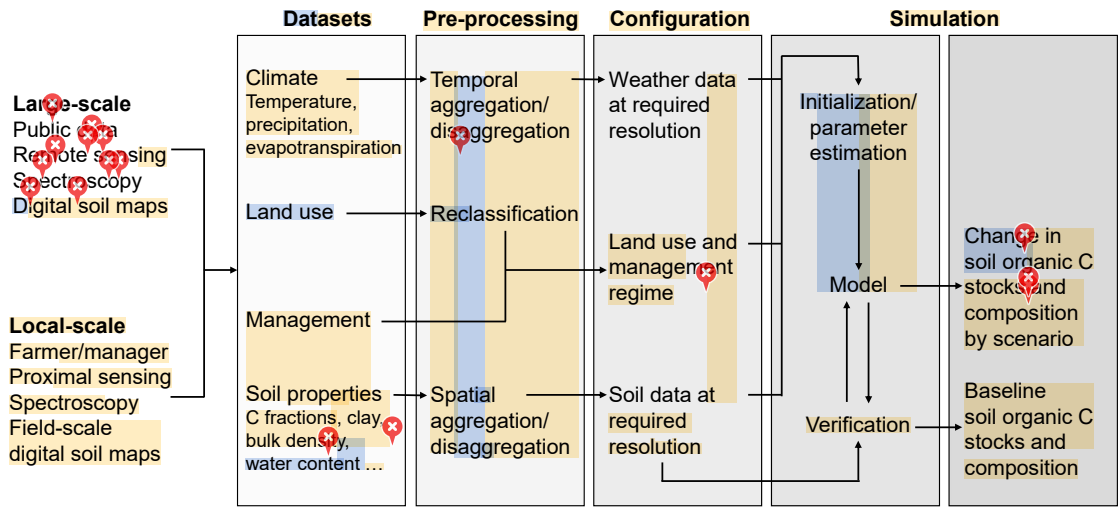 Datasets
Pre-processing
Configuration
Simulation
Large-scale
Public data
Remote sensing
Spectroscopy
Digital soil maps
Local-scale
Farmer/manager
Proximal sensing
Spectroscopy
Field-scale
digital soil maps
Climate
Temperature,
precipitation,
evapotranspiration
Land use
Management
Soil properties
C fractions, clay,
bulk density,
water content ...
Temporal
aggregation/
disaggregation
Reclassification
Spatial
aggregation/
disaggregation
Weather data
at required
resolution
Land use and
management
regime
Soil data at
required
resolution
Initialization/
parameter
estimation
Model
Verification
Change in
soil organic C
stocks and
composition
by scenario
Baseline
soil organic C
stocks and
composition